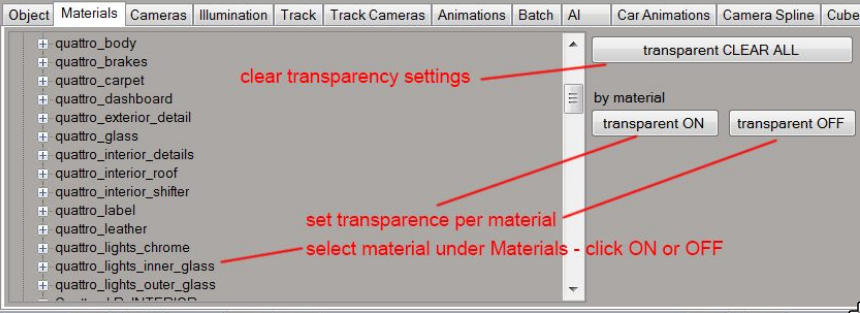 Object Materials Cameras Illumination Track Track Cameras Animations Batch AI Car Animations Camera Spline Cube
quattro_body
transparent CLEAR ALL
quattro_brakes
quattro_carpet
clear transparency settings
quattro_dashboard
by material
quattro_exterior_detail
transparent ON transparent OFF
quattro_glass
quattro_interior_details
quattro_interior_roof
quattro_interior_shifter
quattro_label
set transparence per material
quattro_leather
quattro_lights_chrome
select material under Materials - click ON or OFF
quattro_lights_inner_glass
quattro_lights_outer_glass